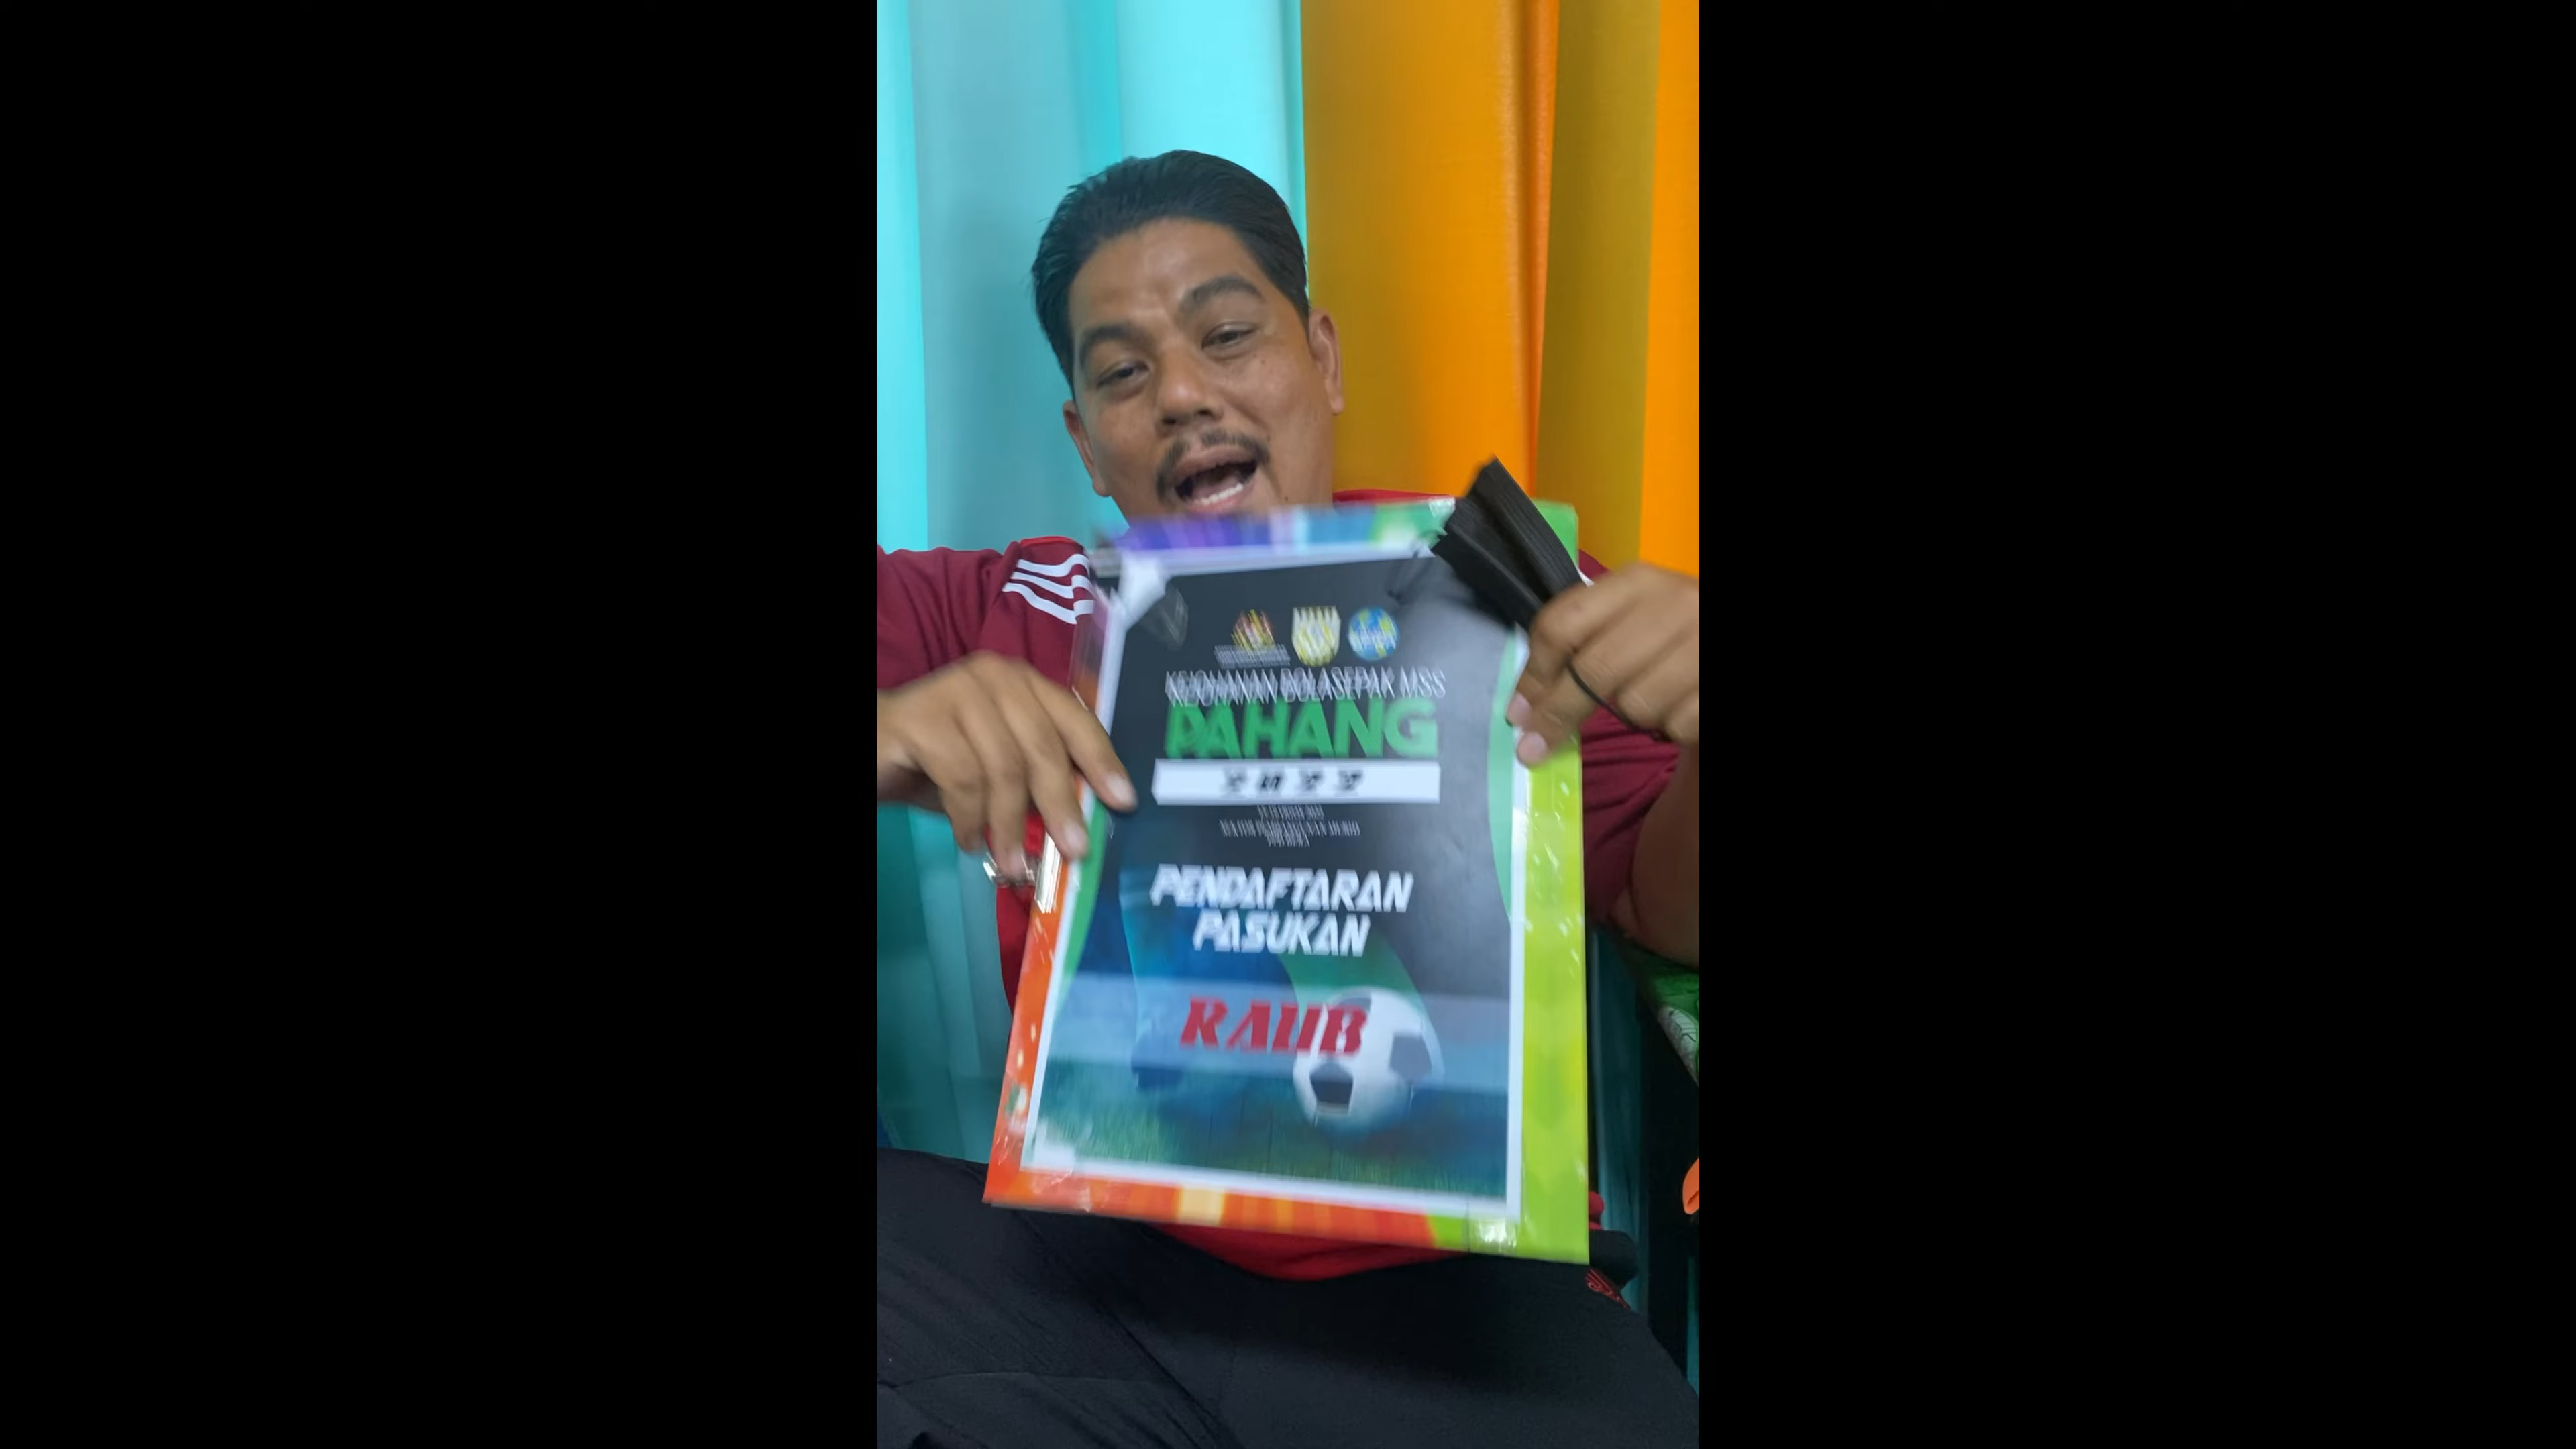 KEJOHANAN BOLASEPAK MSS
PAHANG
PENDAFTARAN
PASUKAN
RAUB